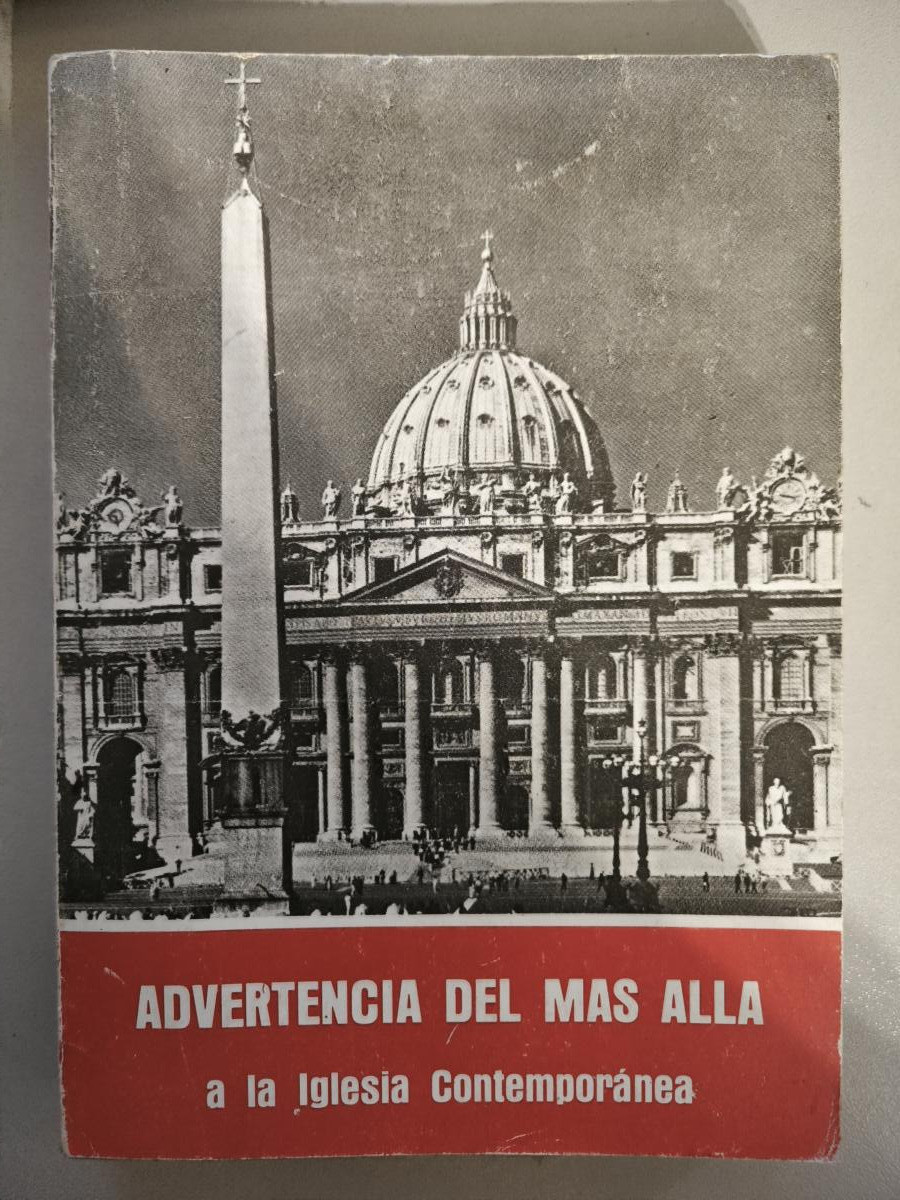 ADVERTENCIA DEL MAS ALLA
a la Iglesia Contemporánea